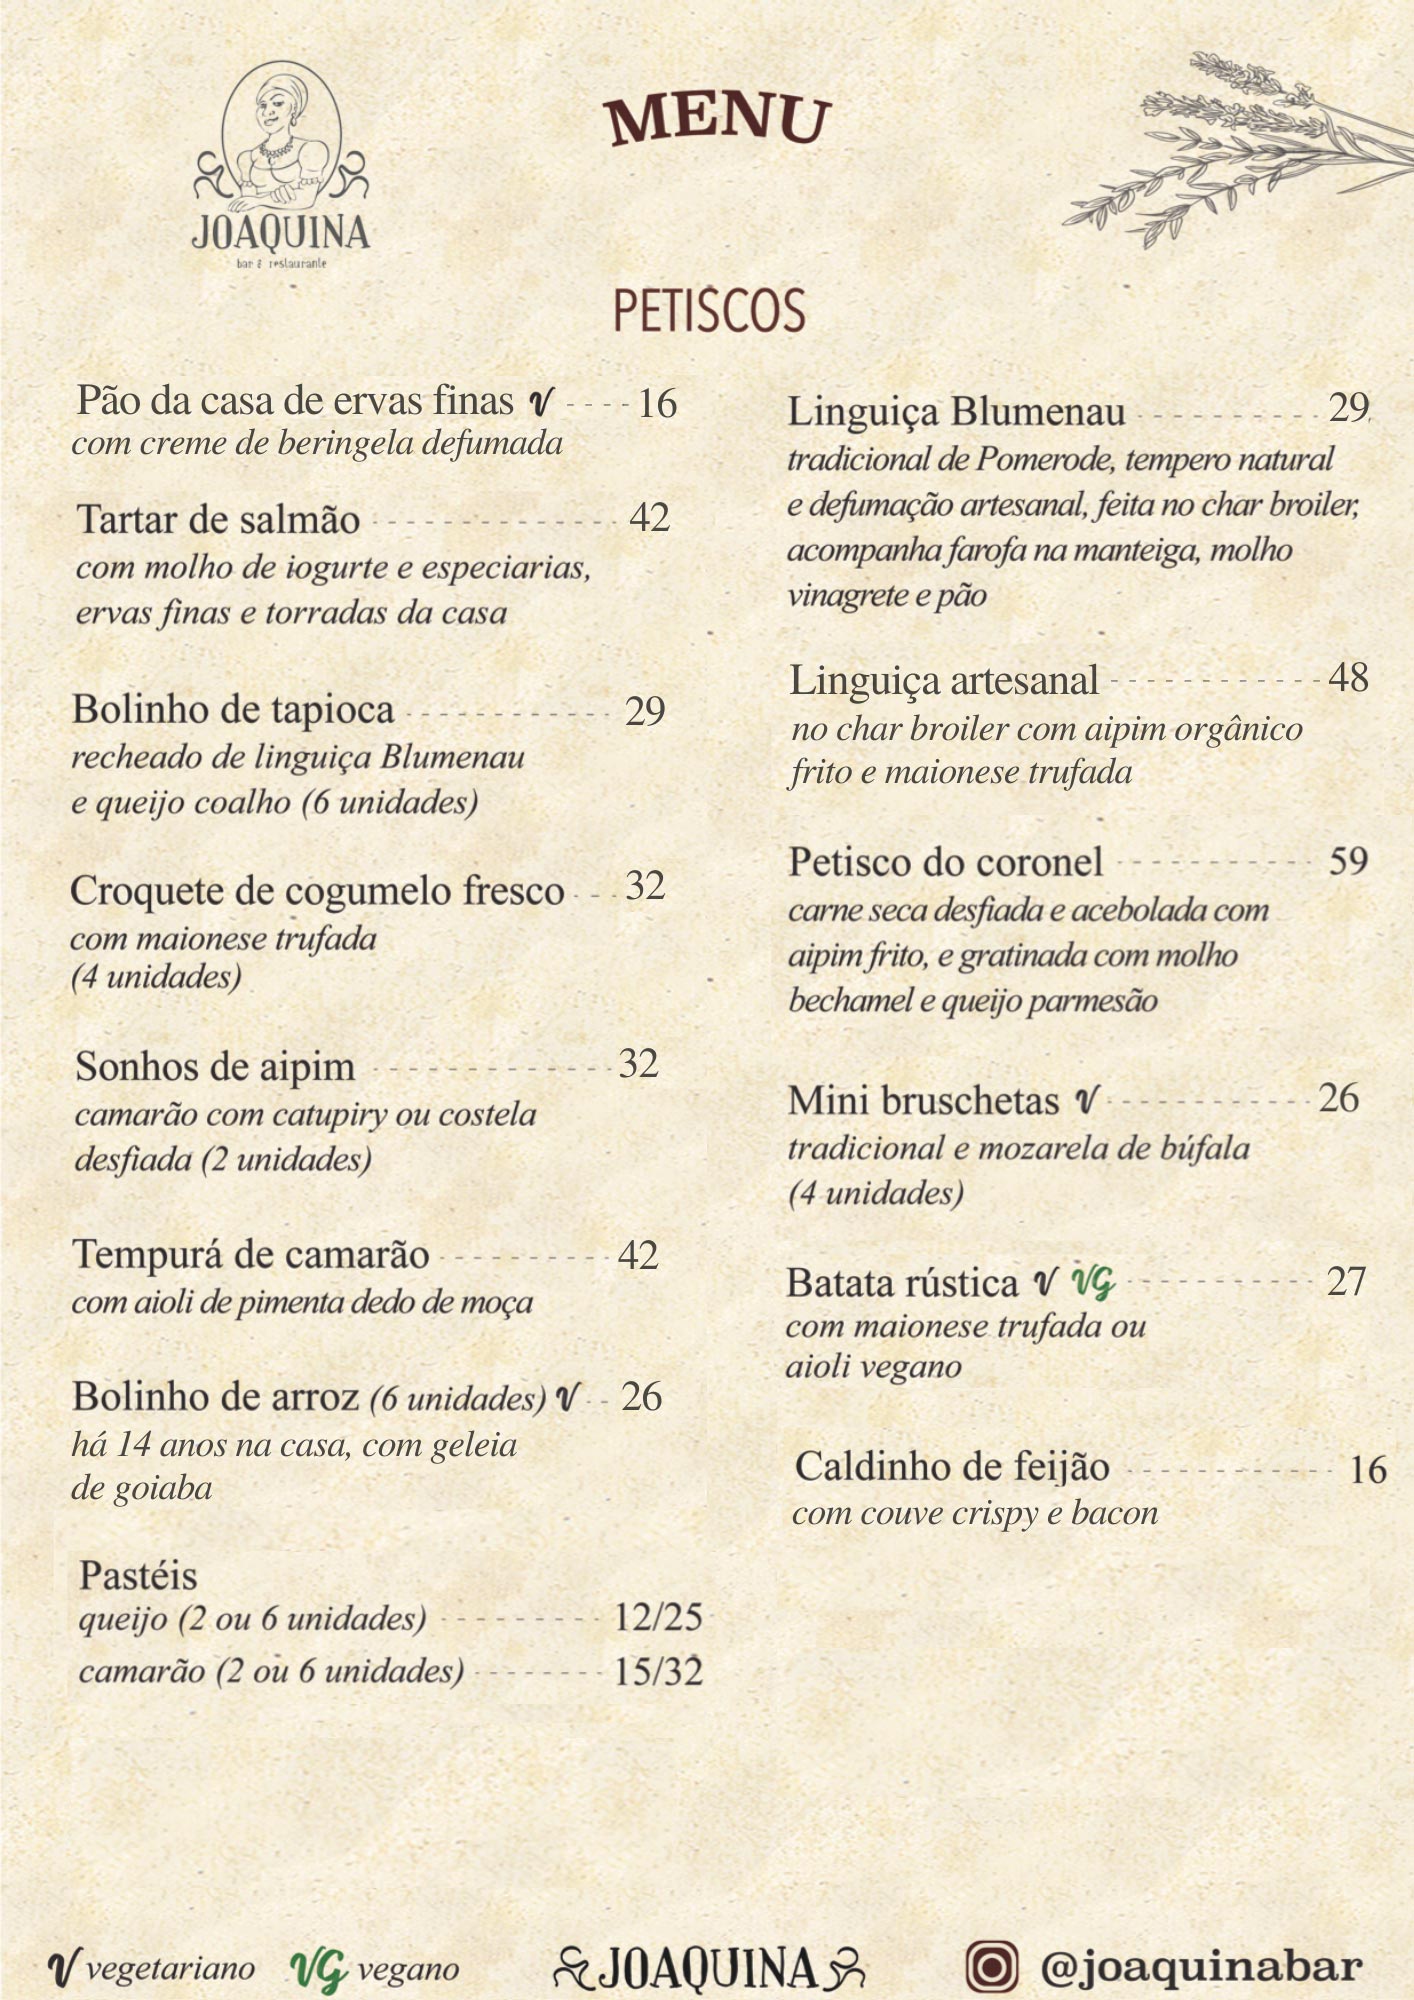 JOAQUINA
bar & restaurante
MENU
PETISCOS
Pão da casa de ervas finas V ---- 16
com creme de beringela defumada
Tartar de salmão ---- 42
com molho de iogurte e especiarias,
ervas finas e torradas da casa
Bolinho de tapioca ---- 29
recheado de linguiça Blumenau
e queijo coalho (6 unidades)
Croquete de cogumelo fresco ---- 32
com maionese trufada
(4 unidades)
Sonhos de aipim ---- 32
camarão com catupiry ou costela
desfiada (2 unidades)
Tempurá de camarão ---- 42
com aioli de pimenta dedo de moça
Bolinho de arroz (6 unidades) V -- 26
há 14 anos na casa, com geleia
de goiaba
Pastéis
queijo (2 ou 6 unidades) ---- 12/25
camarão (2 ou 6 unidades) ---- 15/32
Linguiça Blumenau ---- 29
tradicional de Pomerode, tempero natural
e defumação artesanal, feita no char broiler,
acompanha farofa na manteiga, molho
vinagrete e pão
Linguiça artesanal ---- 48
no char broiler com aipim orgânico
frito e maionese trufada
Petisco do coronel ---- 59
carne seca desfiada e acebolada com
aipim frito, e gratinada com molho
bechamel e queijo parmesão
Mini bruschetas V ---- 26
tradicional e mozarela de búfala
(4 unidades)
Batata rústica V VG ---- 27
com maionese trufada ou
aioli vegano
Caldinho de feijão ---- 16
com couve crispy e bacon
V vegetariano VG vegano
JOAQUINA
@joaquinabar